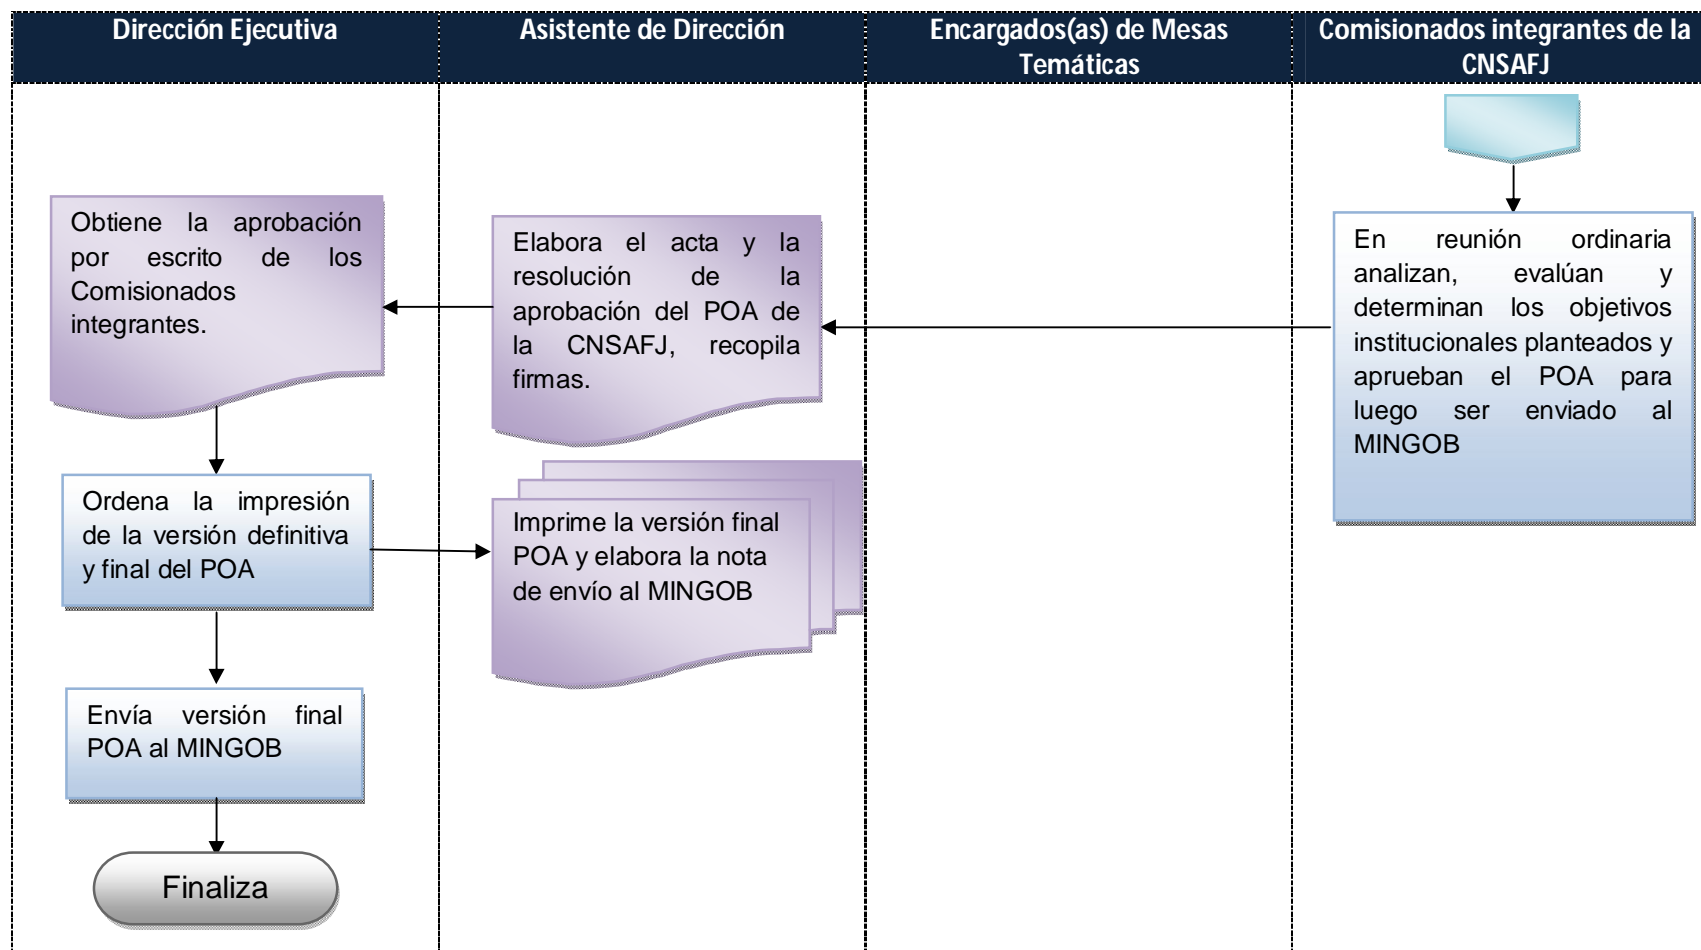 Dirección Ejecutiva
Asistente de Dirección
Encargados(as) de Mesas
Temáticas
Comisionados integrantes de la
CNSAFJ
En reunión ordinaria
analizan, evalúan y
determinan los objetivos
institucionales planteados y
aprueban el POA para
luego ser enviado al
MINGOB
Elabora el acta y la
resolución de la
aprobación del POA de
la CNSAFJ, recopila
firmas.
Obtiene la aprobación
por escrito de los
Comisionados
integrantes.
Ordena la impresión
de la versión definitiva
y final del POA
Imprime la versión final
POA y elabora la nota
de envío al MINGOB
Envía versión final
POA al MINGOB
Finaliza